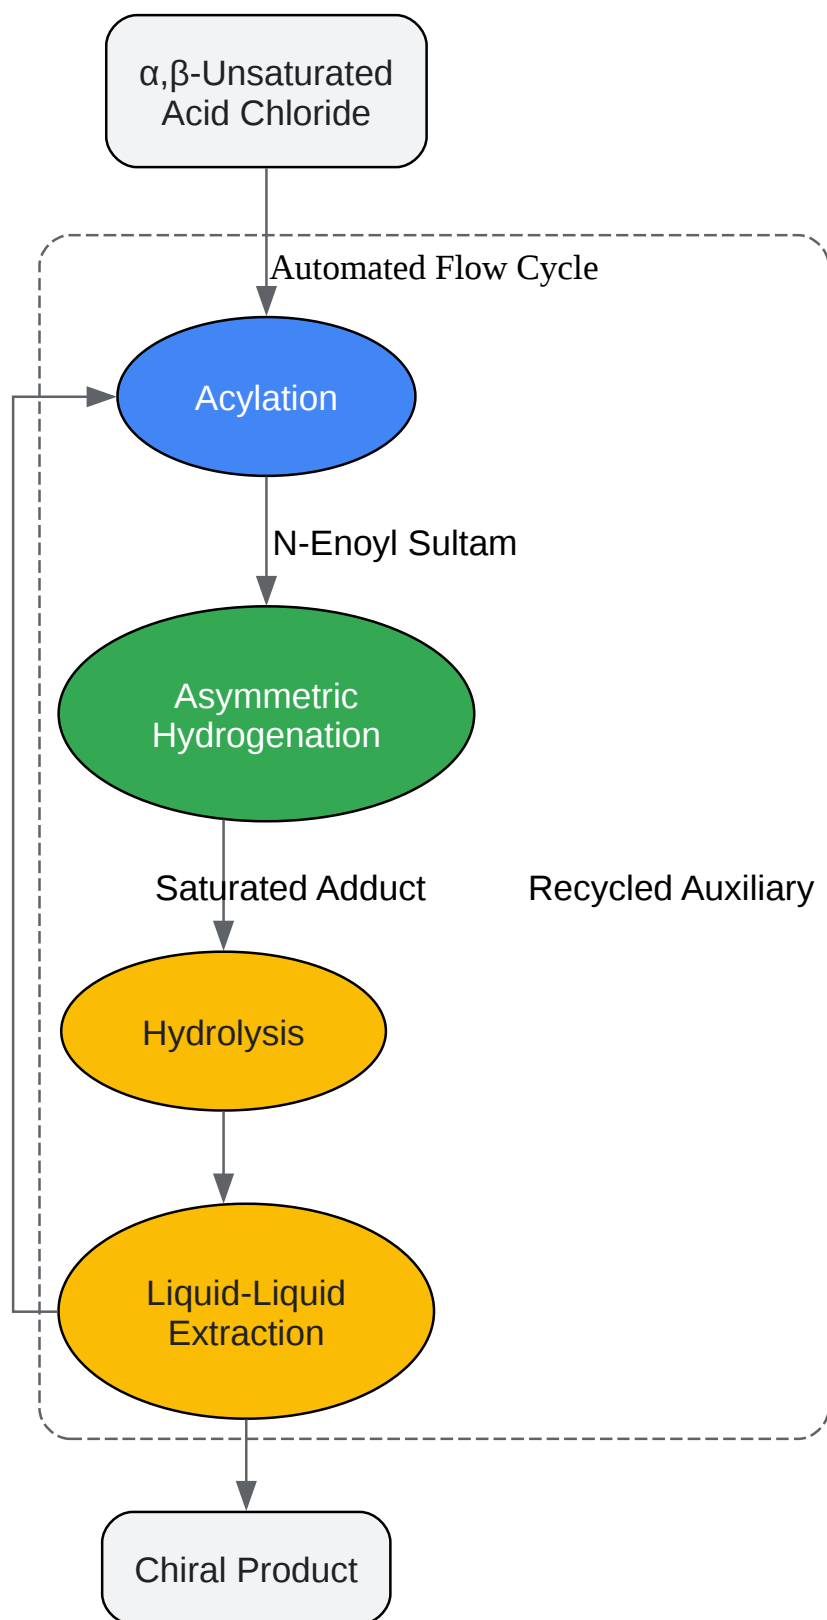 α,β-Unsaturated
Acid Chloride
Automated Flow Cycle
Acylation
N-Enoyl Sultam
Asymmetric
Hydrogenation
Saturated Adduct
Recycled Auxiliary
Hydrolysis
Liquid-Liquid
Extraction
Chiral Product